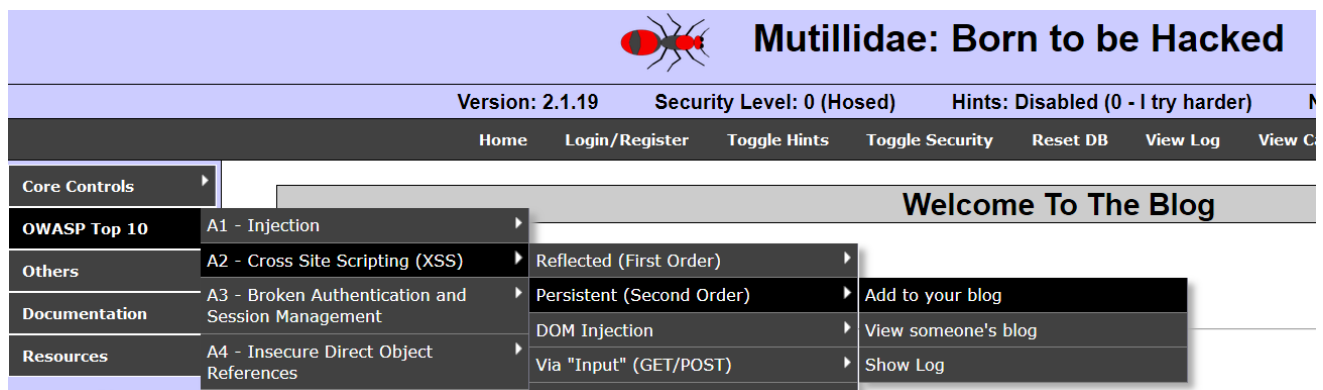 Mutillidae: Born to be Hacked
Version: 2.1.19 Security Level: 0 (Hosed) Hints: Disabled (0 - I try harder)
Home Login/Register Toggle Hints Toggle Security Reset DB View Log View
Core Controls
Welcome To The Blog
OWASP Top 10
A1 - Injection
A2 - Cross Site Scripting (XSS)
Reflected (First Order)
Others
A3 - Broken Authentication and
Session Management
Persistent (Second Order)
Add to your blog
Documentation
DOM Injection
View someone's blog
Resources
A4 - Insecure Direct Object
References
Via "Input" (GET/POST)
Show Log